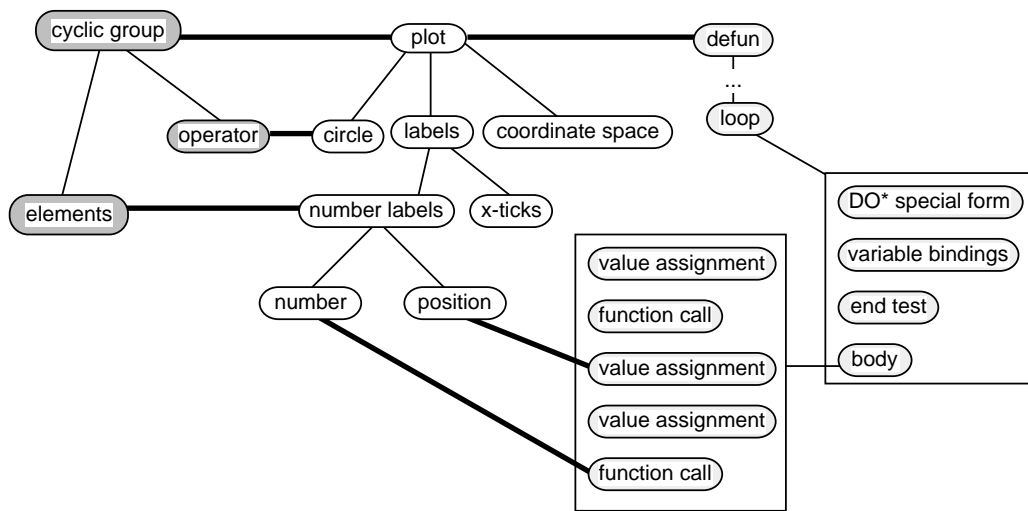 cyclic group
plot
defun
...
operator
circle
labels
coordinate space
loop
elements
number labels
x-ticks
DO* special form
variable bindings
end test
body
number
position
value assignment
function call
value assignment
value assignment
function call